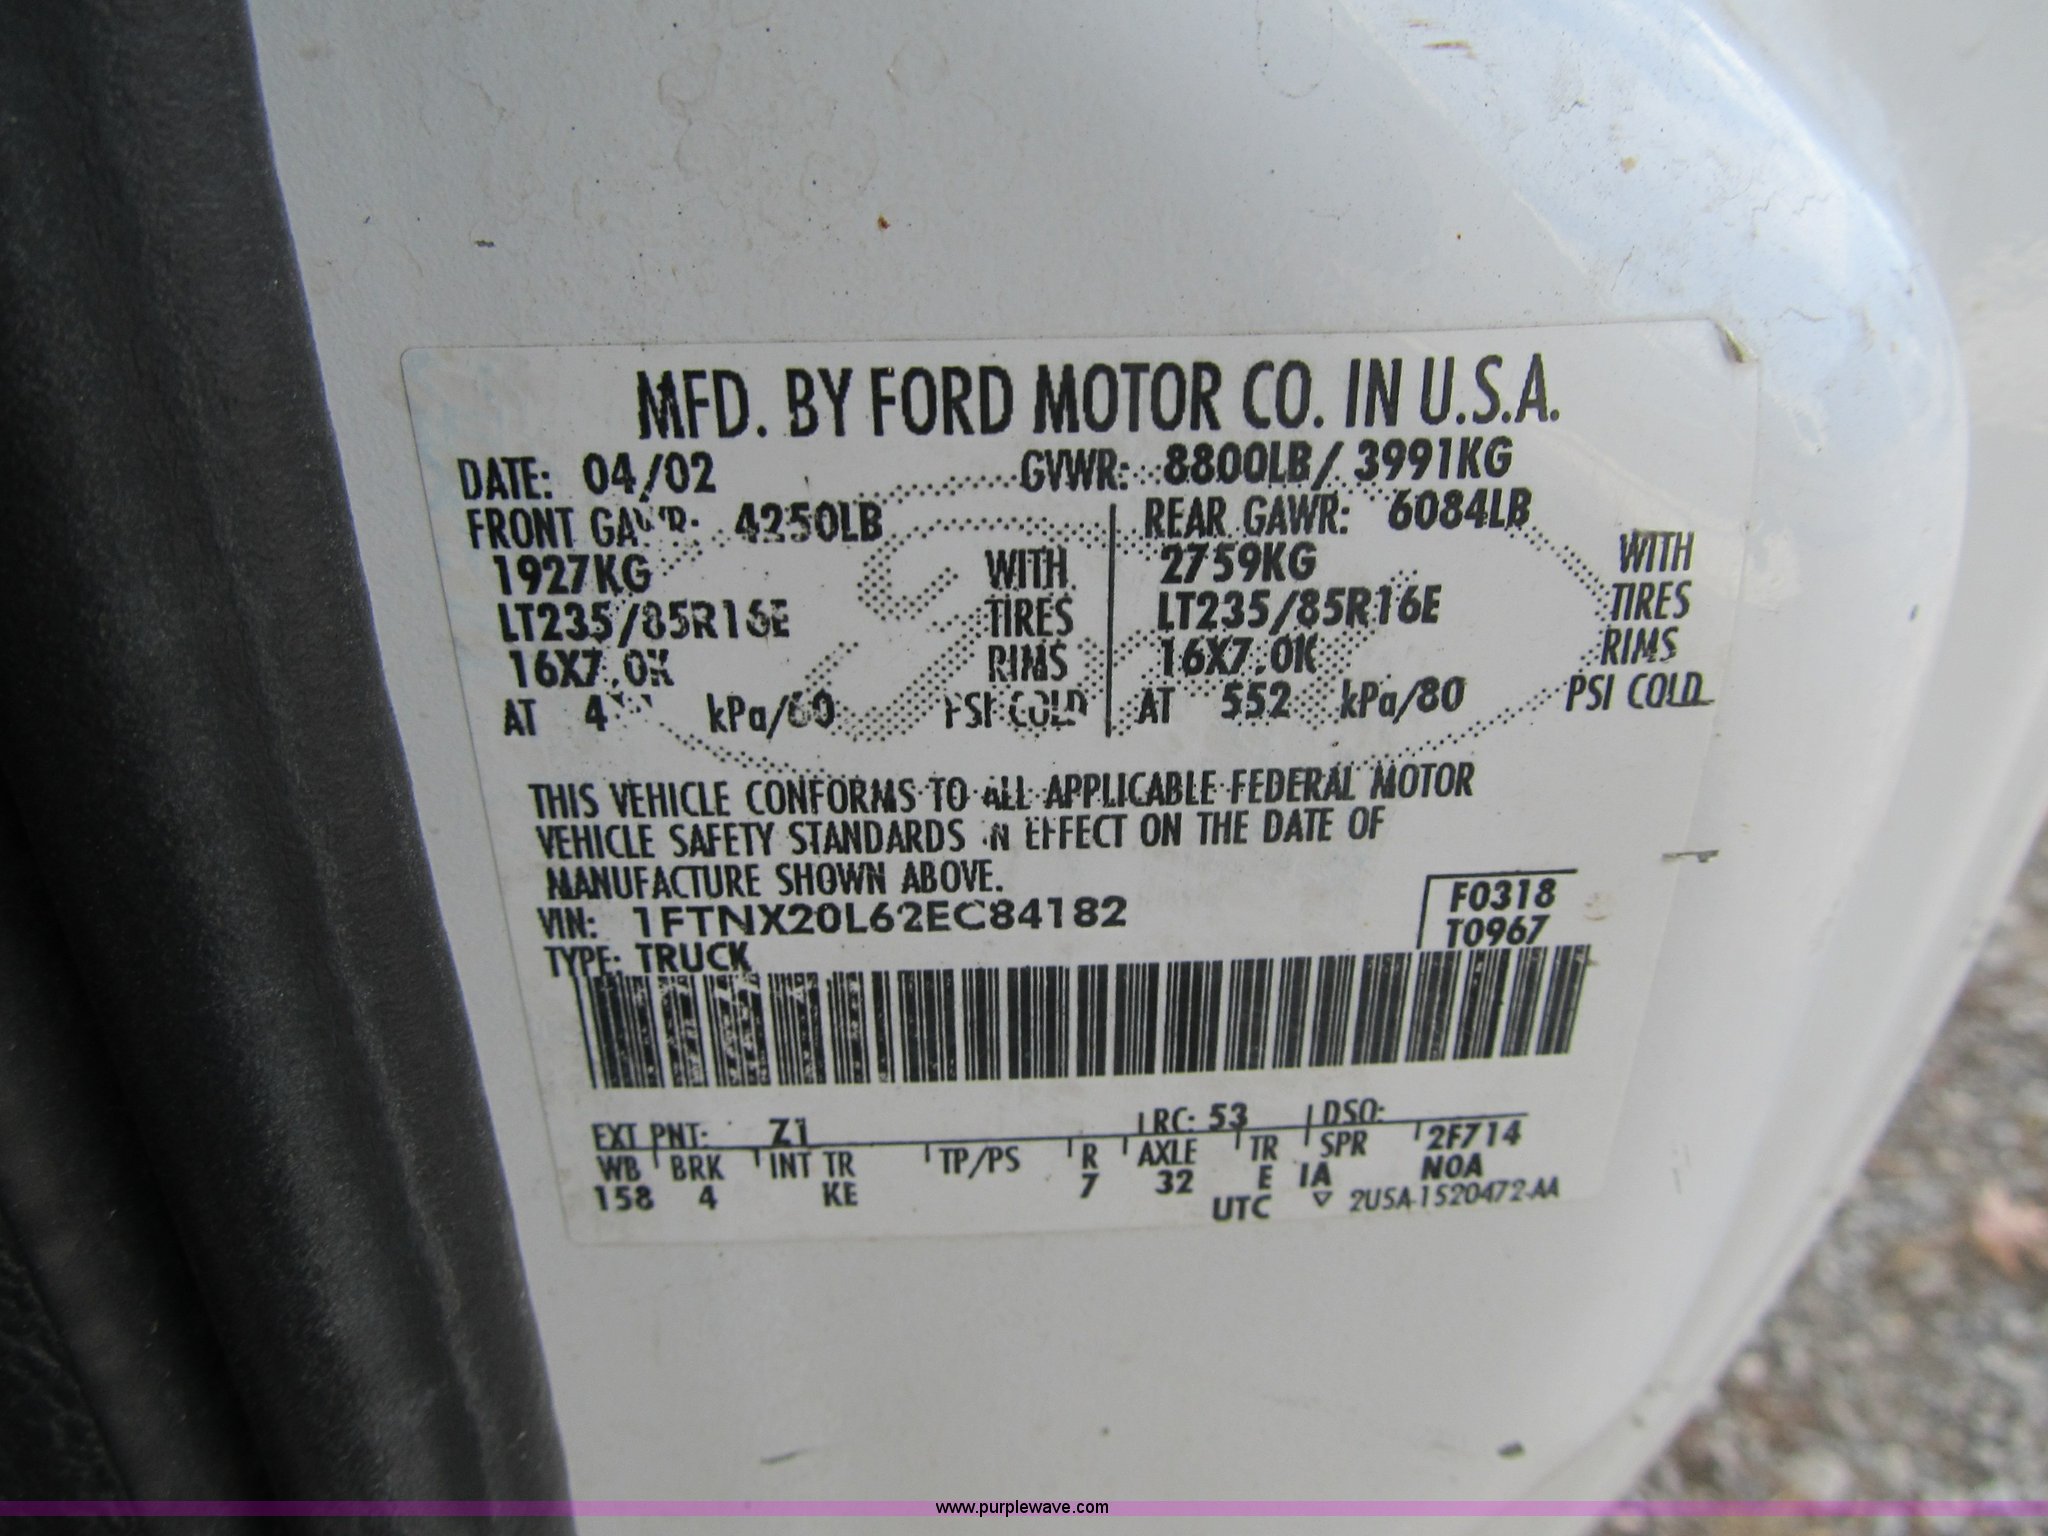 MFD. BY FORD MOTOR CO. IN U.S.A.
DATE: 04/02 GVWR: 8800LB/ 3991KG
FRONT GAWR: 4250LB REAR GAWR: 6084LB
1927KG WITH 2759KG WITH
LT235/85R16E TIRES LT235/85R16E TIRES
16X7.0K RIMS 16X7.0K RIMS
AT kPa/60 PSI COLD AT 552 kPa/80 PSI COLD
THIS VEHICLE CONFORMS TO ALL APPLICABLE FEDERAL MOTOR
VEHICLE SAFETY STANDARDS IN EFFECT ON THE DATE OF
MANUFACTURE SHOWN ABOVE.
VIN: 1FTNX20L62EC84182 F0318
TYPE: TRUCK T0967
EXT PNT: Z1 RC: 53 DSO:
WB BRK INT TR TP/PS R AXLE TR SPR 2F714
158 4 KE 7 32 E IA N0A
UTC ▽ 2U5A-1520472-AA
www.purplewave.com